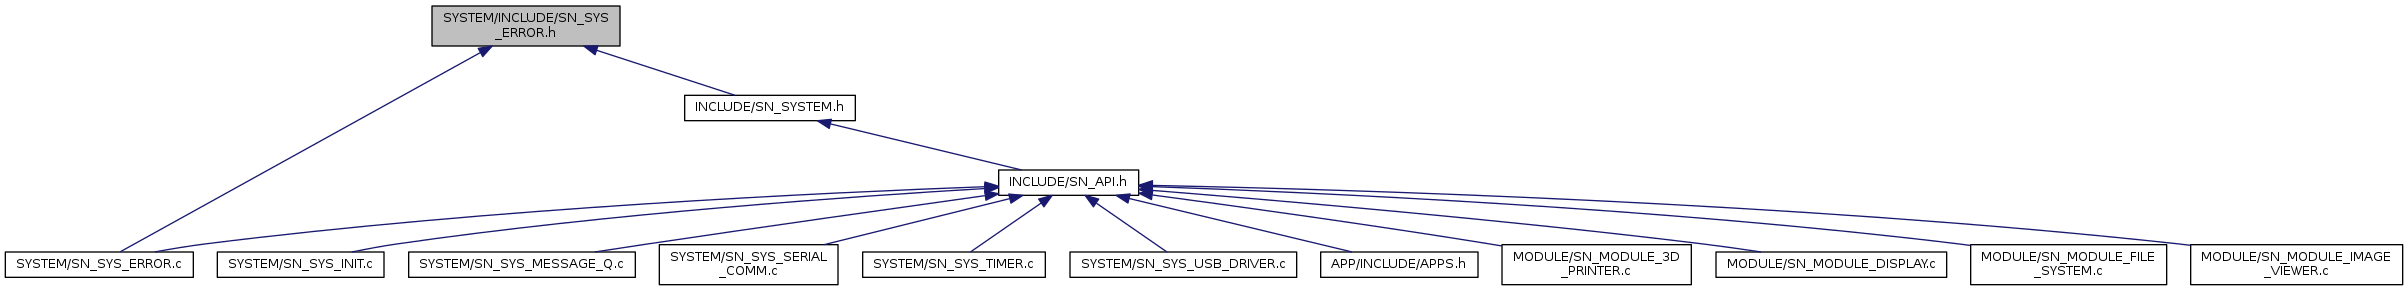 SYSTEM/INCLUDE/SN_SYS
_ERROR.h
INCLUDE/SN_SYSTEM.h
INCLUDE/SN_API.h
SYSTEM/SN_SYS_ERROR.c
SYSTEM/SN_SYS_INIT.c
SYSTEM/SN_SYS_MESSAGE_Q.c
SYSTEM/SN_SYS_SERIAL
_COMM.c
SYSTEM/SN_SYS_TIMER.c
SYSTEM/SN_SYS_USB_DRIVER.c
APP/INCLUDE/APPS.h
MODULE/SN_MODULE_3D
_PRINTER.c
MODULE/SN_MODULE_DISPLAY.c
MODULE/SN_MODULE_FILE
_SYSTEM.c
MODULE/SN_MODULE_IMAGE
_VIEWER.c